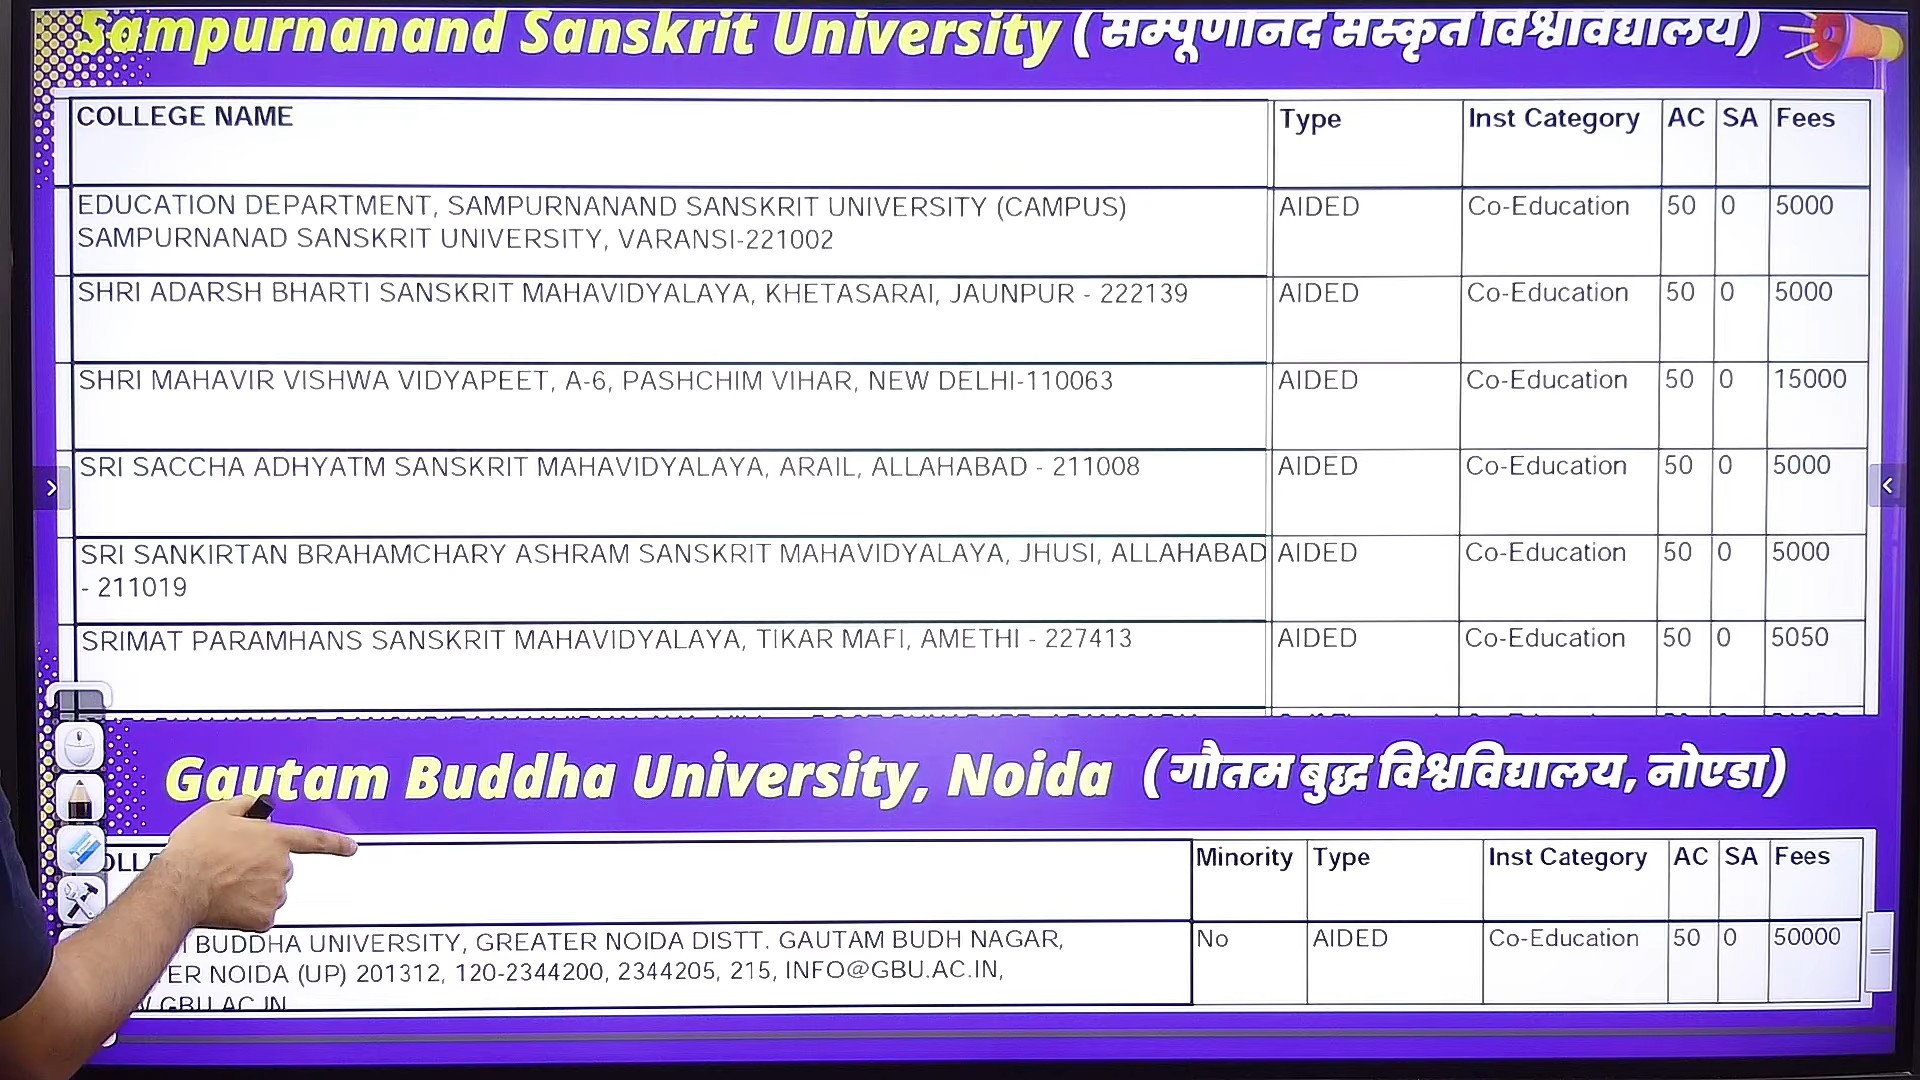 Sampurnanand Sanskrit University (सम्पूर्णानंद संस्कृत विश्वविद्यालय)
COLLEGE NAME Type Inst Category AC SA Fees
EDUCATION DEPARTMENT, SAMPURNANAND SANSKRIT UNIVERSITY (CAMPUS) AIDED Co-Education 50 0 5000
SAMPURNANAD SANSKRIT UNIVERSITY, VARANSI-221002
SHRI ADARSH BHARTI SANSKRIT MAHAVIDYALAYA, KHETASARAI, JAUNPUR - 222139 AIDED Co-Education 50 0 5000
SHRI MAHAVIR VISHWA VIDYAPEET, A-6, PASHCHIM VIHAR, NEW DELHI-110063 AIDED Co-Education 50 0 15000
SRI SACCHA ADHYATM SANSKRIT MAHAVIDYALAYA, ARAIL, ALLAHABAD - 211008 AIDED Co-Education 50 0 5000
SRI SANKIRTAN BRAHAMCHARY ASHRAM SANSKRIT MAHAVIDYALAYA, JHUSI, ALLAHABAD AIDED Co-Education 50 0 5000
- 211019
SRIMAT PARAMHANS SANSKRIT MAHAVIDYALAYA, TIKAR MAFI, AMETHI - 227413 AIDED Co-Education 50 0 5050
Gautam Buddha University, Noida (गौतम बुद्ध विश्वविद्यालय, नोएडा)
Minority Type Inst Category AC SA Fees
BUDDHA UNIVERSITY, GREATER NOIDA DISTT. GAUTAM BUDH NAGAR, No AIDED Co-Education 50 0 50000
NOIDA (UP) 201312, 120-2344200, 2344205, 215, INFO@GBU.AC.IN,